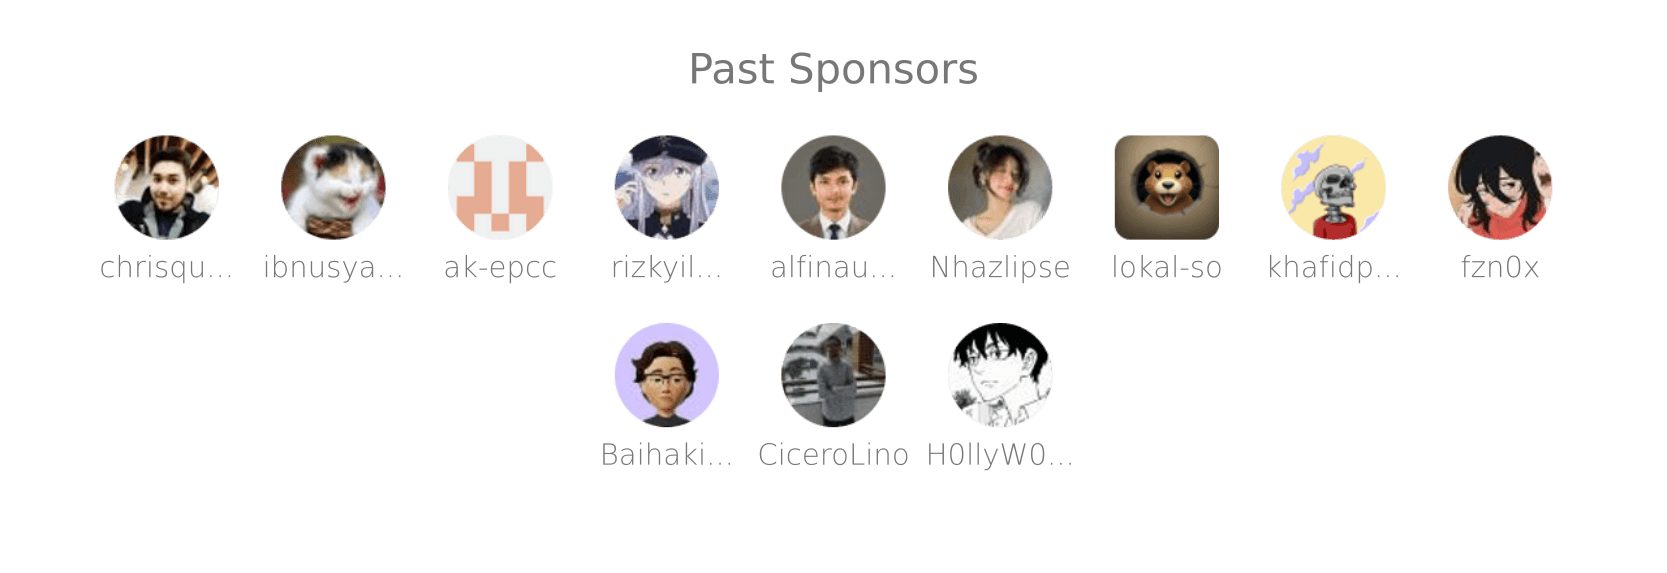 Past Sponsors
chrisqu... ibnusya... ak-epcc rizkyil... alfinau... Nhazlipse lokal-so khafidp... fzn0x
Baihaki... CiceroLino H0llyW0...